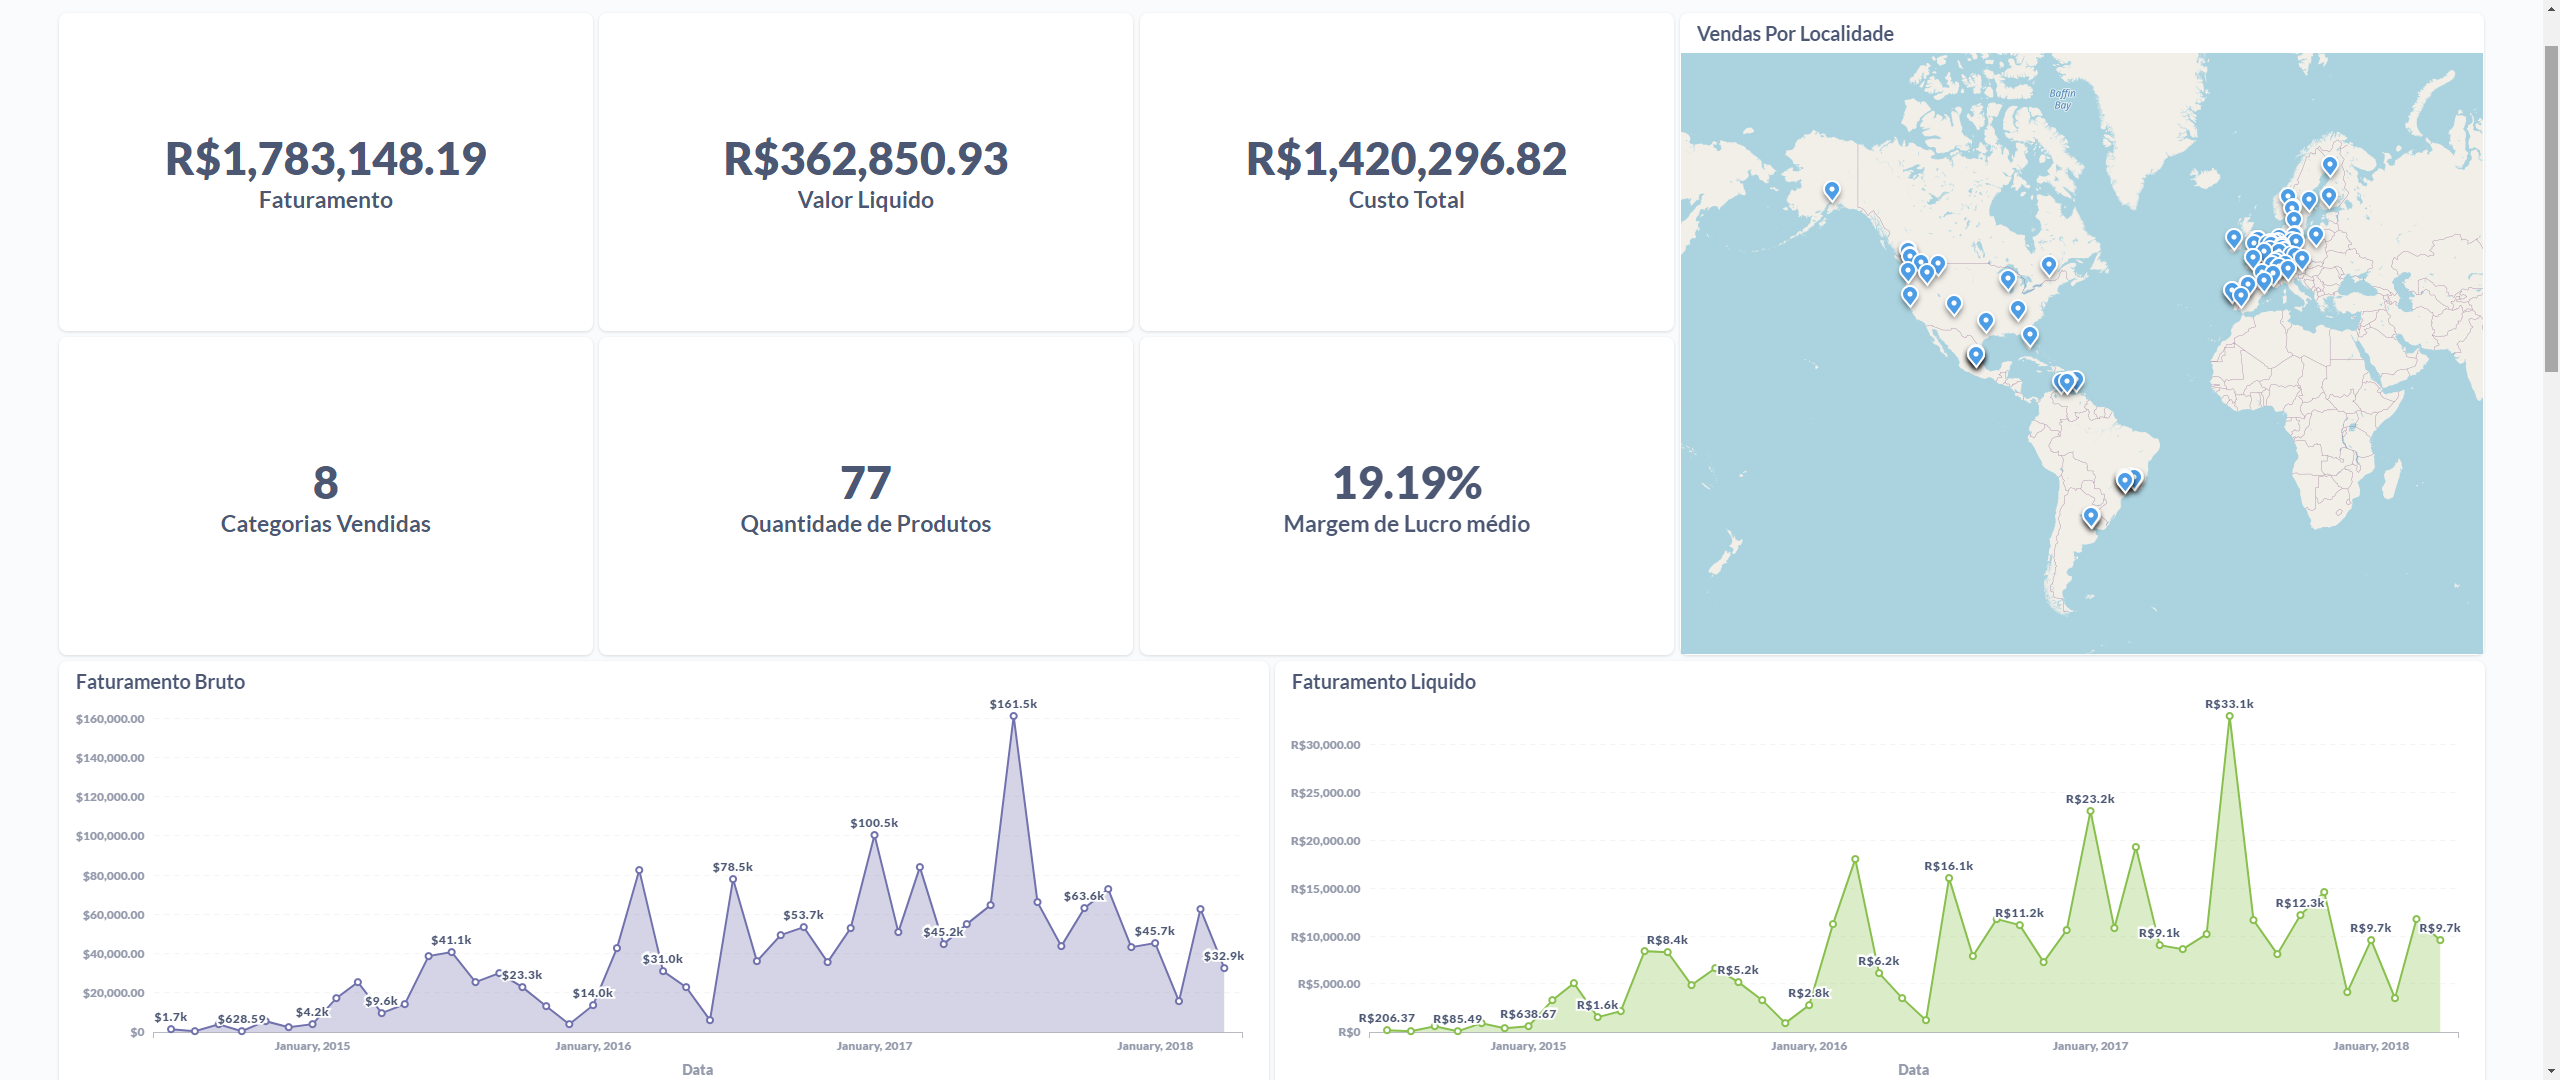 R$1,783,148.19
Faturamento
R$362,850.93
Valor Liquido
R$1,420,296.82
Custo Total
Vendas Por Localidade
Baffin
Bay
8
Categorias Vendidas
77
Quantidade de Produtos
19.19%
Margem de Lucro médio
Faturamento Bruto
$160,000.00
$140,000.00
$120,000.00
$100,000.00
$80,000.00
$60,000.00
$40,000.00
$20,000.00
$0
$1.7k
$628.59
$4.2k
$9.6k
$41.1k
$23.3k
$14.0k
$31.0k
$78.5k
$53.7k
$100.5k
$45.2k
$161.5k
$63.6k
$45.7k
$32.9k
January, 2015
January, 2016
January, 2017
January, 2018
Data
Faturamento Liquido
R$30,000.00
R$25,000.00
R$20,000.00
R$15,000.00
R$10,000.00
R$5,000.00
R$0
R$206.37
R$85.49
R$638.67
R$1.6k
R$8.4k
R$5.2k
R$2.8k
R$6.2k
R$16.1k
R$11.2k
R$23.2k
R$9.1k
R$33.1k
R$12.3k
R$9.7k
R$9.7k
January, 2015
January, 2016
January, 2017
January, 2018
Data